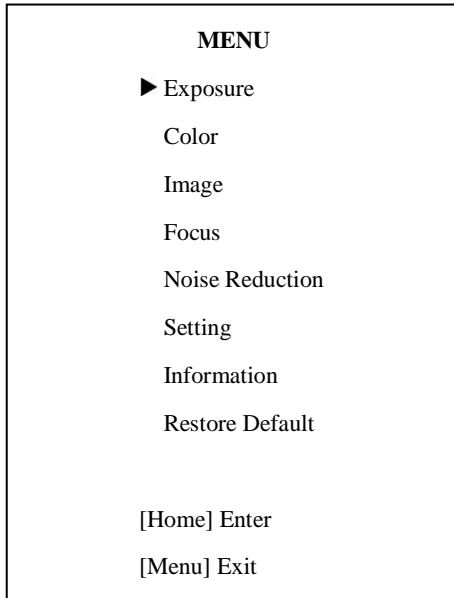 MENU
▶ Exposure
Color
Image
Focus
Noise Reduction
Setting
Information
Restore Default
[Home] Enter
[Menu] Exit